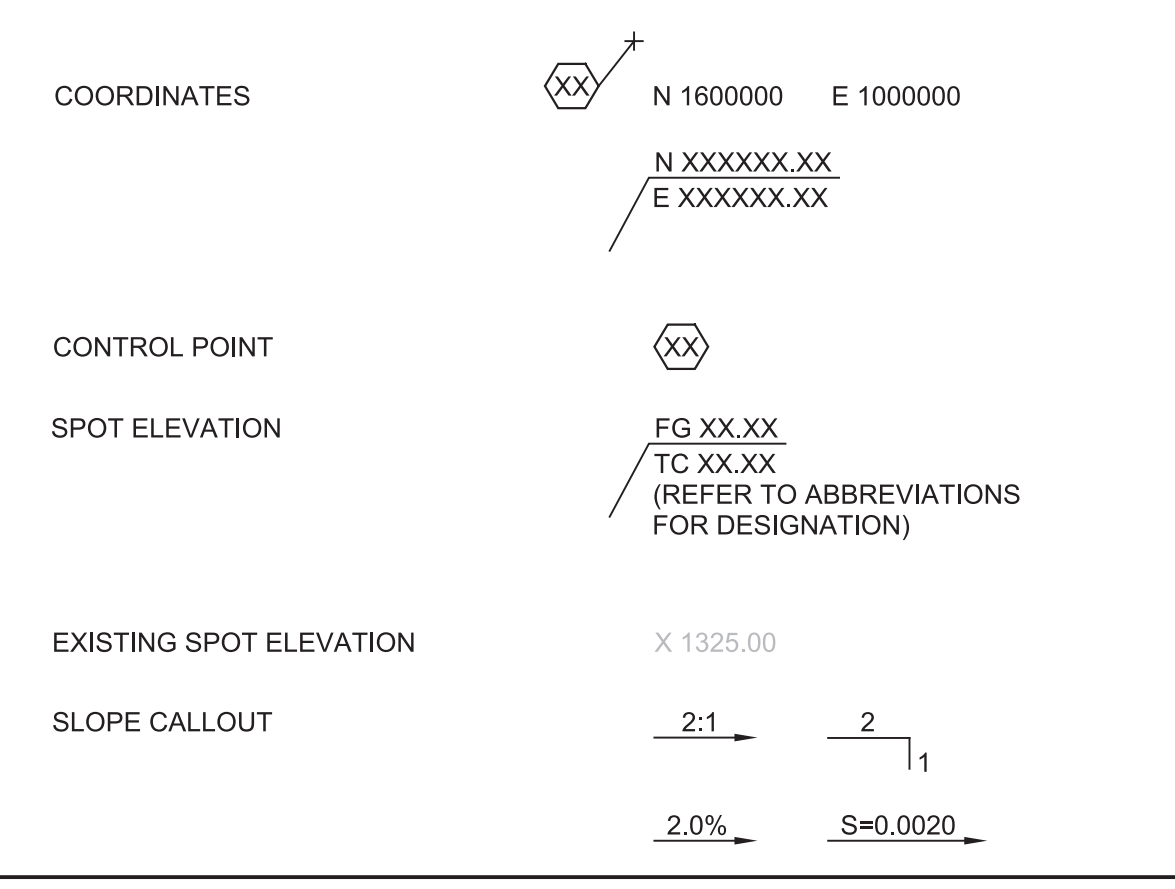 COORDINATES XX N 1600000 E 1000000
N XXXXXX.XX
E XXXXXX.XX
CONTROL POINT XX
SPOT ELEVATION FG XX.XX
TC XX.XX
(REFER TO ABBREVIATIONS
FOR DESIGNATION)
EXISTING SPOT ELEVATION X 1325.00
SLOPE CALLOUT 2:1 2
1
2.0% S=0.0020